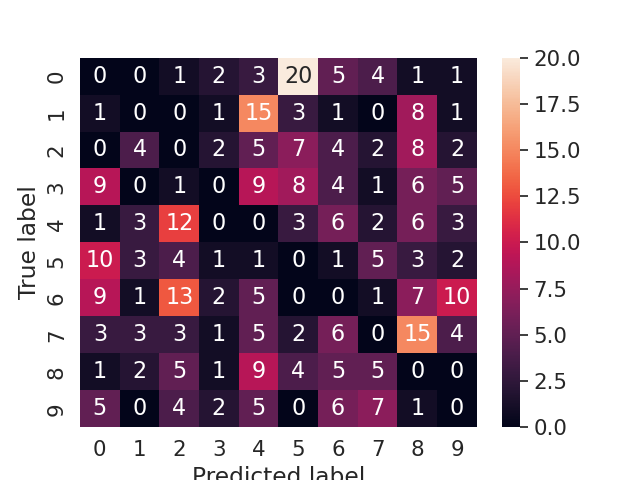 0 0 0 1 2 3 20 5 4 1 1
1 1 0 0 1 15 3 1 0 8 1
2 0 4 0 2 5 7 4 2 8 2
3 9 0 1 0 9 8 4 1 6 5
4 1 3 12 0 0 3 6 2 6 3
5 10 3 4 1 1 0 1 5 3 2
6 9 1 13 2 5 0 0 1 7 10
7 3 3 3 1 5 2 6 0 15 4
8 1 2 5 1 9 4 5 5 0 0
9 5 0 4 2 5 0 6 7 1 0
0 1 2 3 4 5 6 7 8 9
Predicted label
True label
20.0
17.5
15.0
12.5
10.0
7.5
5.0
2.5
0.0